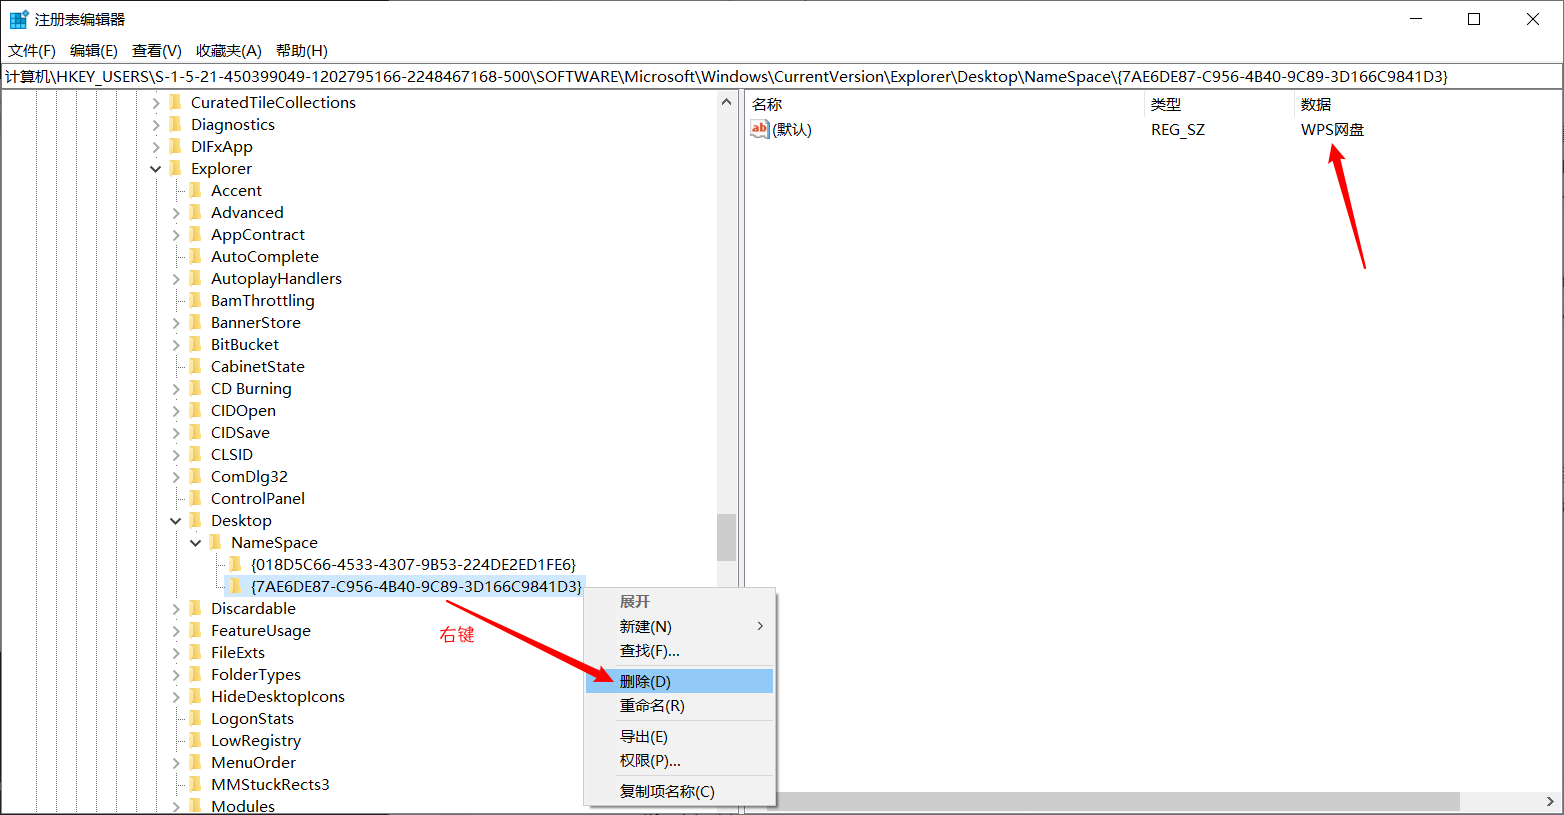 注册表编辑器
文件(F) 编辑(E) 查看(V) 收藏夹(A) 帮助(H)
计算机\HKEY_USERS\S-1-5-21-450399049-1202795166-2248467168-500\SOFTWARE\Microsoft\Windows\CurrentVersion\Explorer\Desktop\NameSpace\{7AE6DE87-C956-4B40-9C89-3D166C9841D3}
CuratedTileCollections
Diagnostics
DIFxApp
Explorer
Accent
Advanced
AppContract
AutoComplete
AutoplayHandlers
BamThrottling
BannerStore
BitBucket
CabinetState
CD Burning
CIDOpen
CIDSave
CLSID
ComDlg32
ControlPanel
Desktop
NameSpace
{018D5C66-4533-4307-9B53-224DE2ED1FE6}
{7AE6DE87-C956-4B40-9C89-3D166C9841D3}
Discardable
FeatureUsage
FileExts
FolderTypes
HideDesktopIcons
LogonStats
LowRegistry
MenuOrder
MMStuckRects3
Modules
右键
展开
新建(N)
查找(F)...
删除(D)
重命名(R)
导出(E)
权限(P)...
复制项名称(C)
名称 类型 数据
ab (默认) REG_SZ WPS网盘